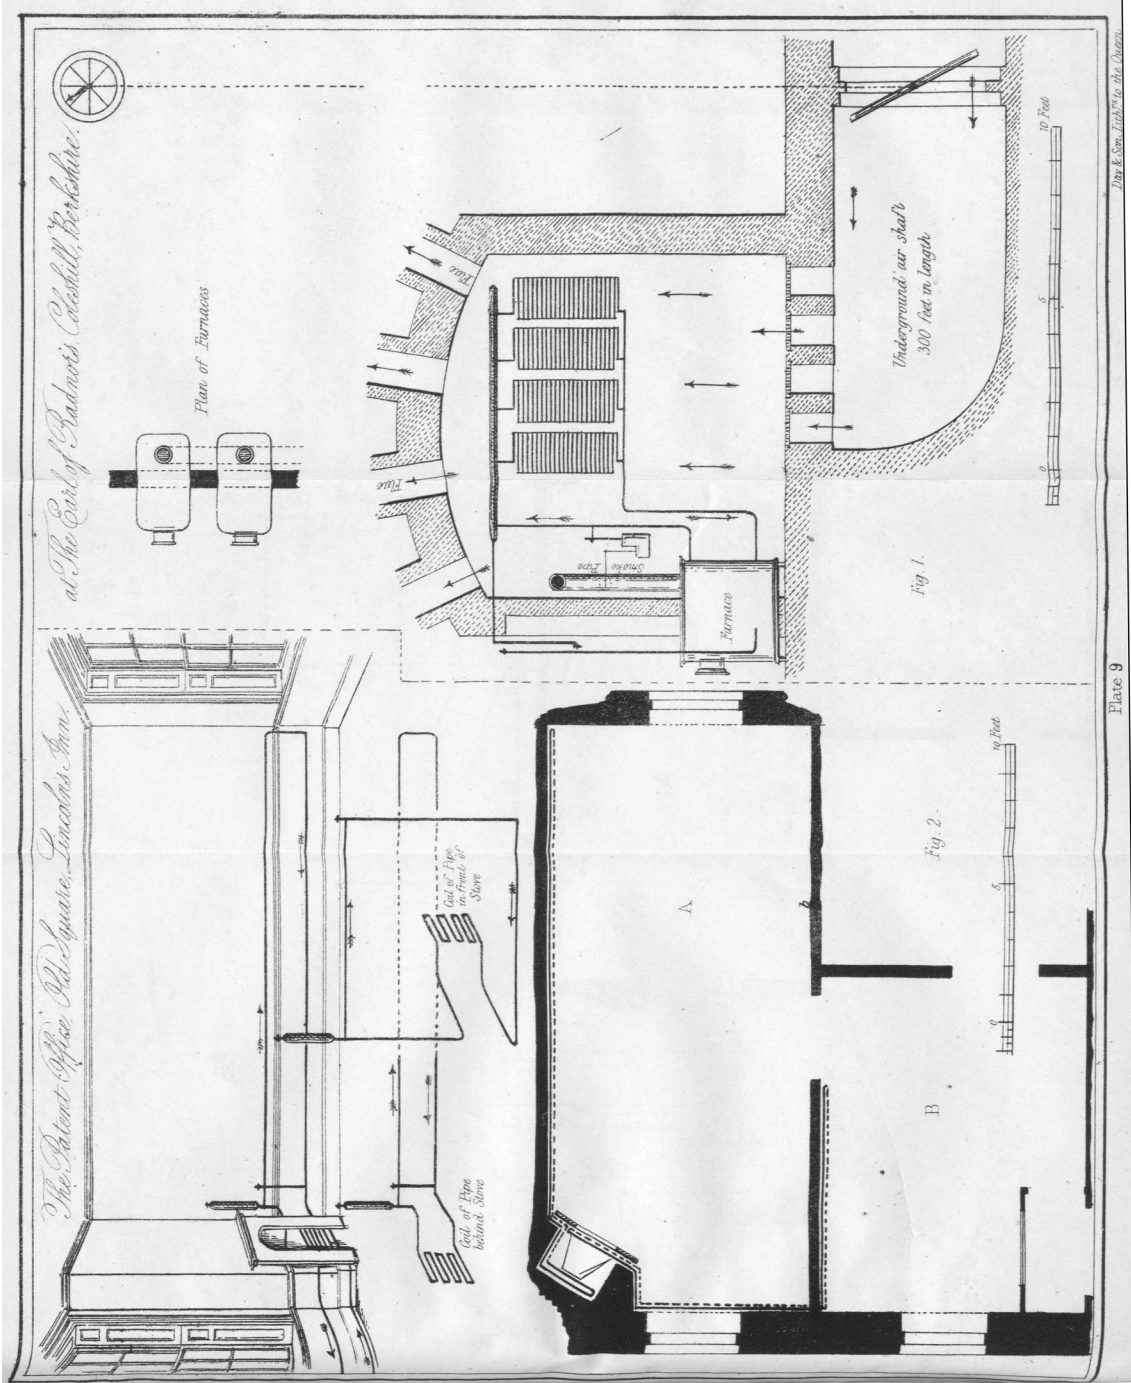 at The Earl of Radnor's, Coleshill, Berkshire.
Plan of Furnaces
Flue
Flue
Smoke Pipe
Furnace
Underground air shaft
300 feet in length
0
5
10 Feet
Fig. 1.
The Patent Office, Old Square, Lincoln's Inn.
Coil of Pipe
behind Stove
Coil of Pipe
in front of
Stove
A
b
B
Fig. 2.
0
5
10 Feet
Plate 9
Day & Son, Lithrs. to the Queen.